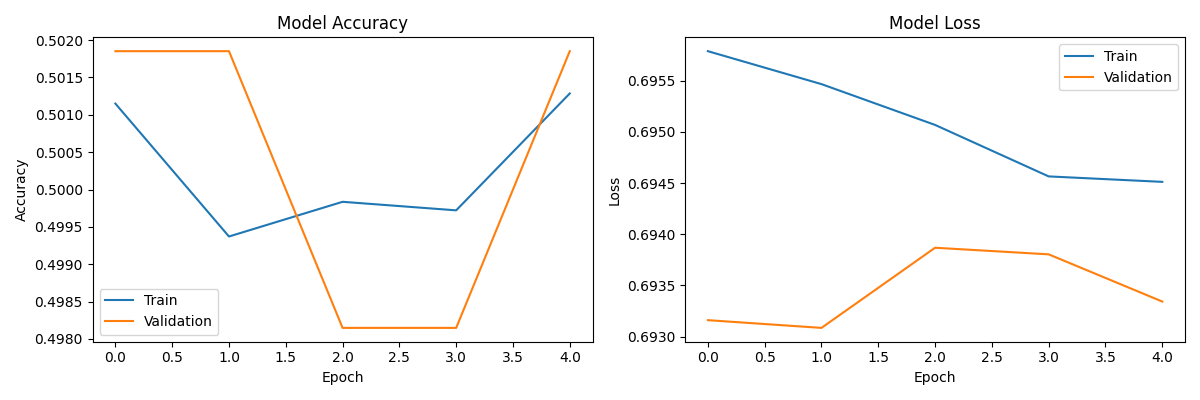 Model Accuracy
0.5020
0.5015
0.5010
0.5005
0.5000
0.4995
0.4990
0.4985
0.4980
Accuracy
Train
Validation
0.0 0.5 1.0 1.5 2.0 2.5 3.0 3.5 4.0
Epoch
Model Loss
0.6955
0.6950
0.6945
0.6940
0.6935
0.6930
Loss
Train
Validation
0.0 0.5 1.0 1.5 2.0 2.5 3.0 3.5 4.0
Epoch